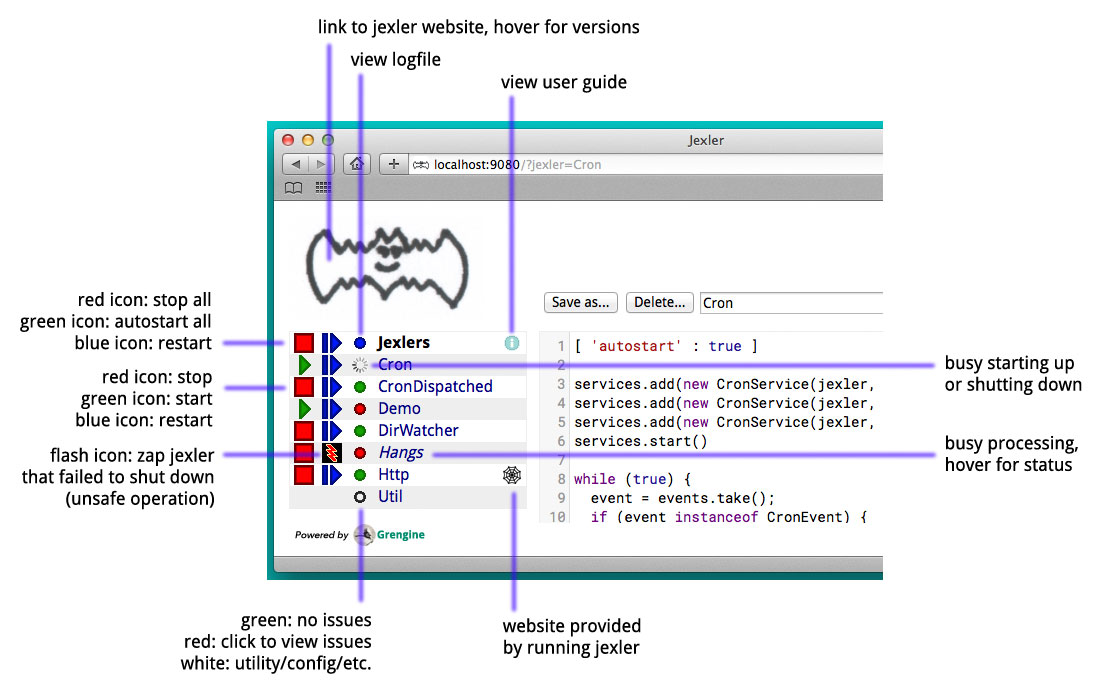 link to jexler website, hover for versions
view logfile
view user guide
Jexler
localhost:9080/?jexler=Cron
red icon: stop all
green icon: autostart all
blue icon: restart
Save as...
Delete...
Cron
Jexlers
Cron
CronDispatched
Demo
DirWatcher
Hangs
Http
Util
1 [ 'autostart' : true ]
2
3 services.add(new CronService(jexler,
4 services.add(new CronService(jexler,
5 services.add(new CronService(jexler,
6 services.start()
7
8 while (true) {
9 event = events.take();
10 if (event instanceof CronEvent) {
red icon: stop
green icon: start
blue icon: restart
flash icon: zap jexler
that failed to shut down
(unsafe operation)
busy starting up
or shutting down
busy processing,
hover for status
Powered by Grengine
green: no issues
red: click to view issues
white: utility/config/etc.
website provided
by running jexler